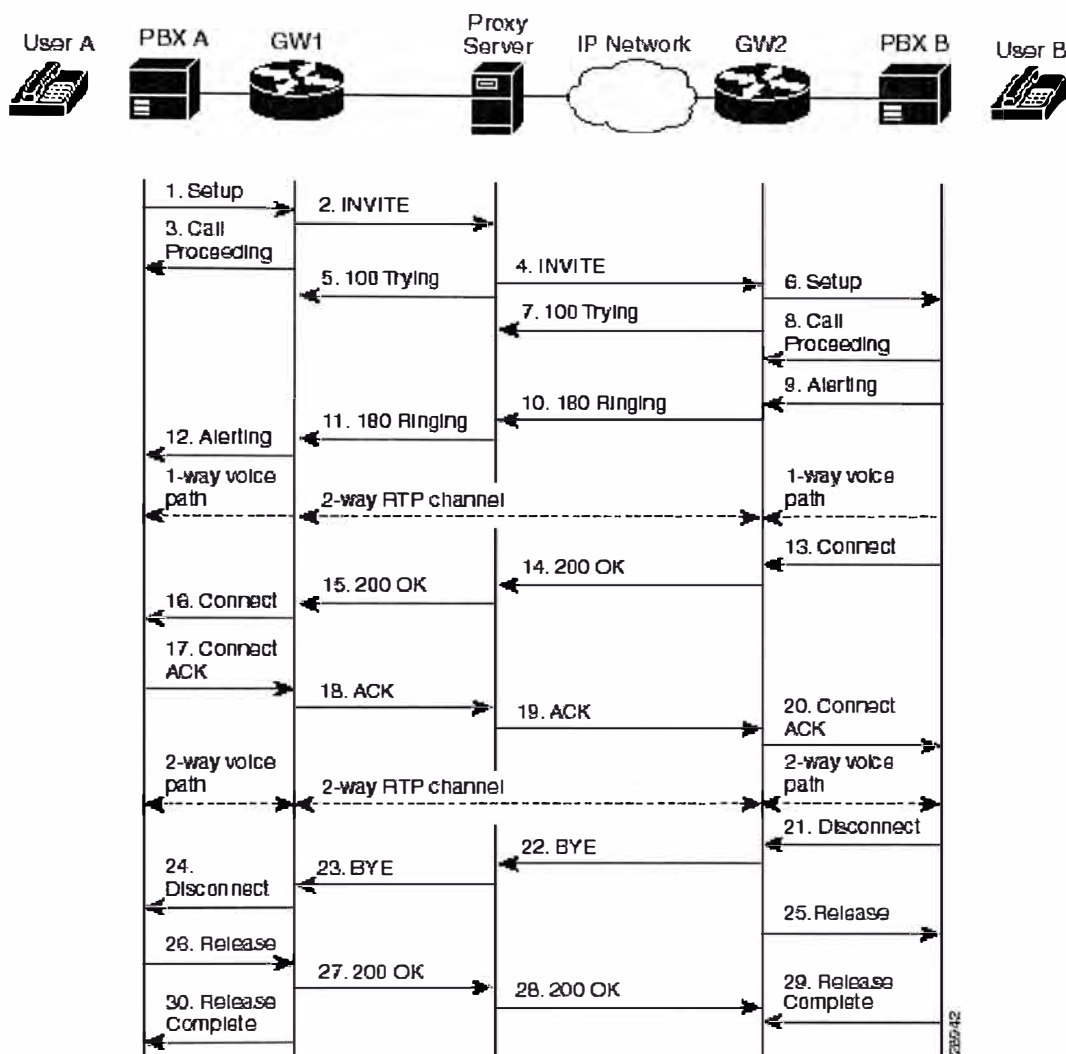 User A
PBX A
GW1
Proxy
Server
IP Network
GW2
PBX B
User B
1. Setup
2. INVITE
3. Call
Proceeding
4. INVITE
5. 100 Trying
6. Setup
7. 100 Trying
8. Call
Proceeding
9. Alerting
10. 180 Ringing
11. 180 Ringing
12. Alerting
1-way voice
path
2-way RTP channel
1-way voice
path
13. Connect
14. 200 OK
15. 200 OK
16. Connect
17. Connect
ACK
18. ACK
19. ACK
20. Connect
ACK
2-way voice
path
2-way RTP channel
2-way voice
path
21. Disconnect
22. BYE
23. BYE
24.
Disconnect
25. Release
26. Release
27. 200 OK
28. 200 OK
29. Release
Complete
30. Release
Complete
28942